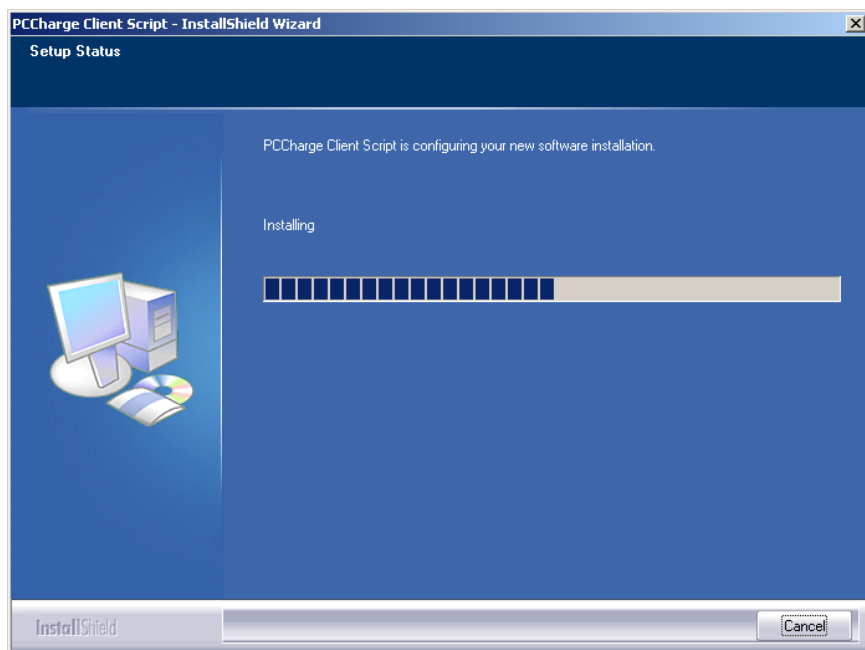 PCCharge Client Script - InstallShield Wizard
Setup Status
PCCharge Client Script is configuring your new software installation.
Installing
InstallShield
Cancel